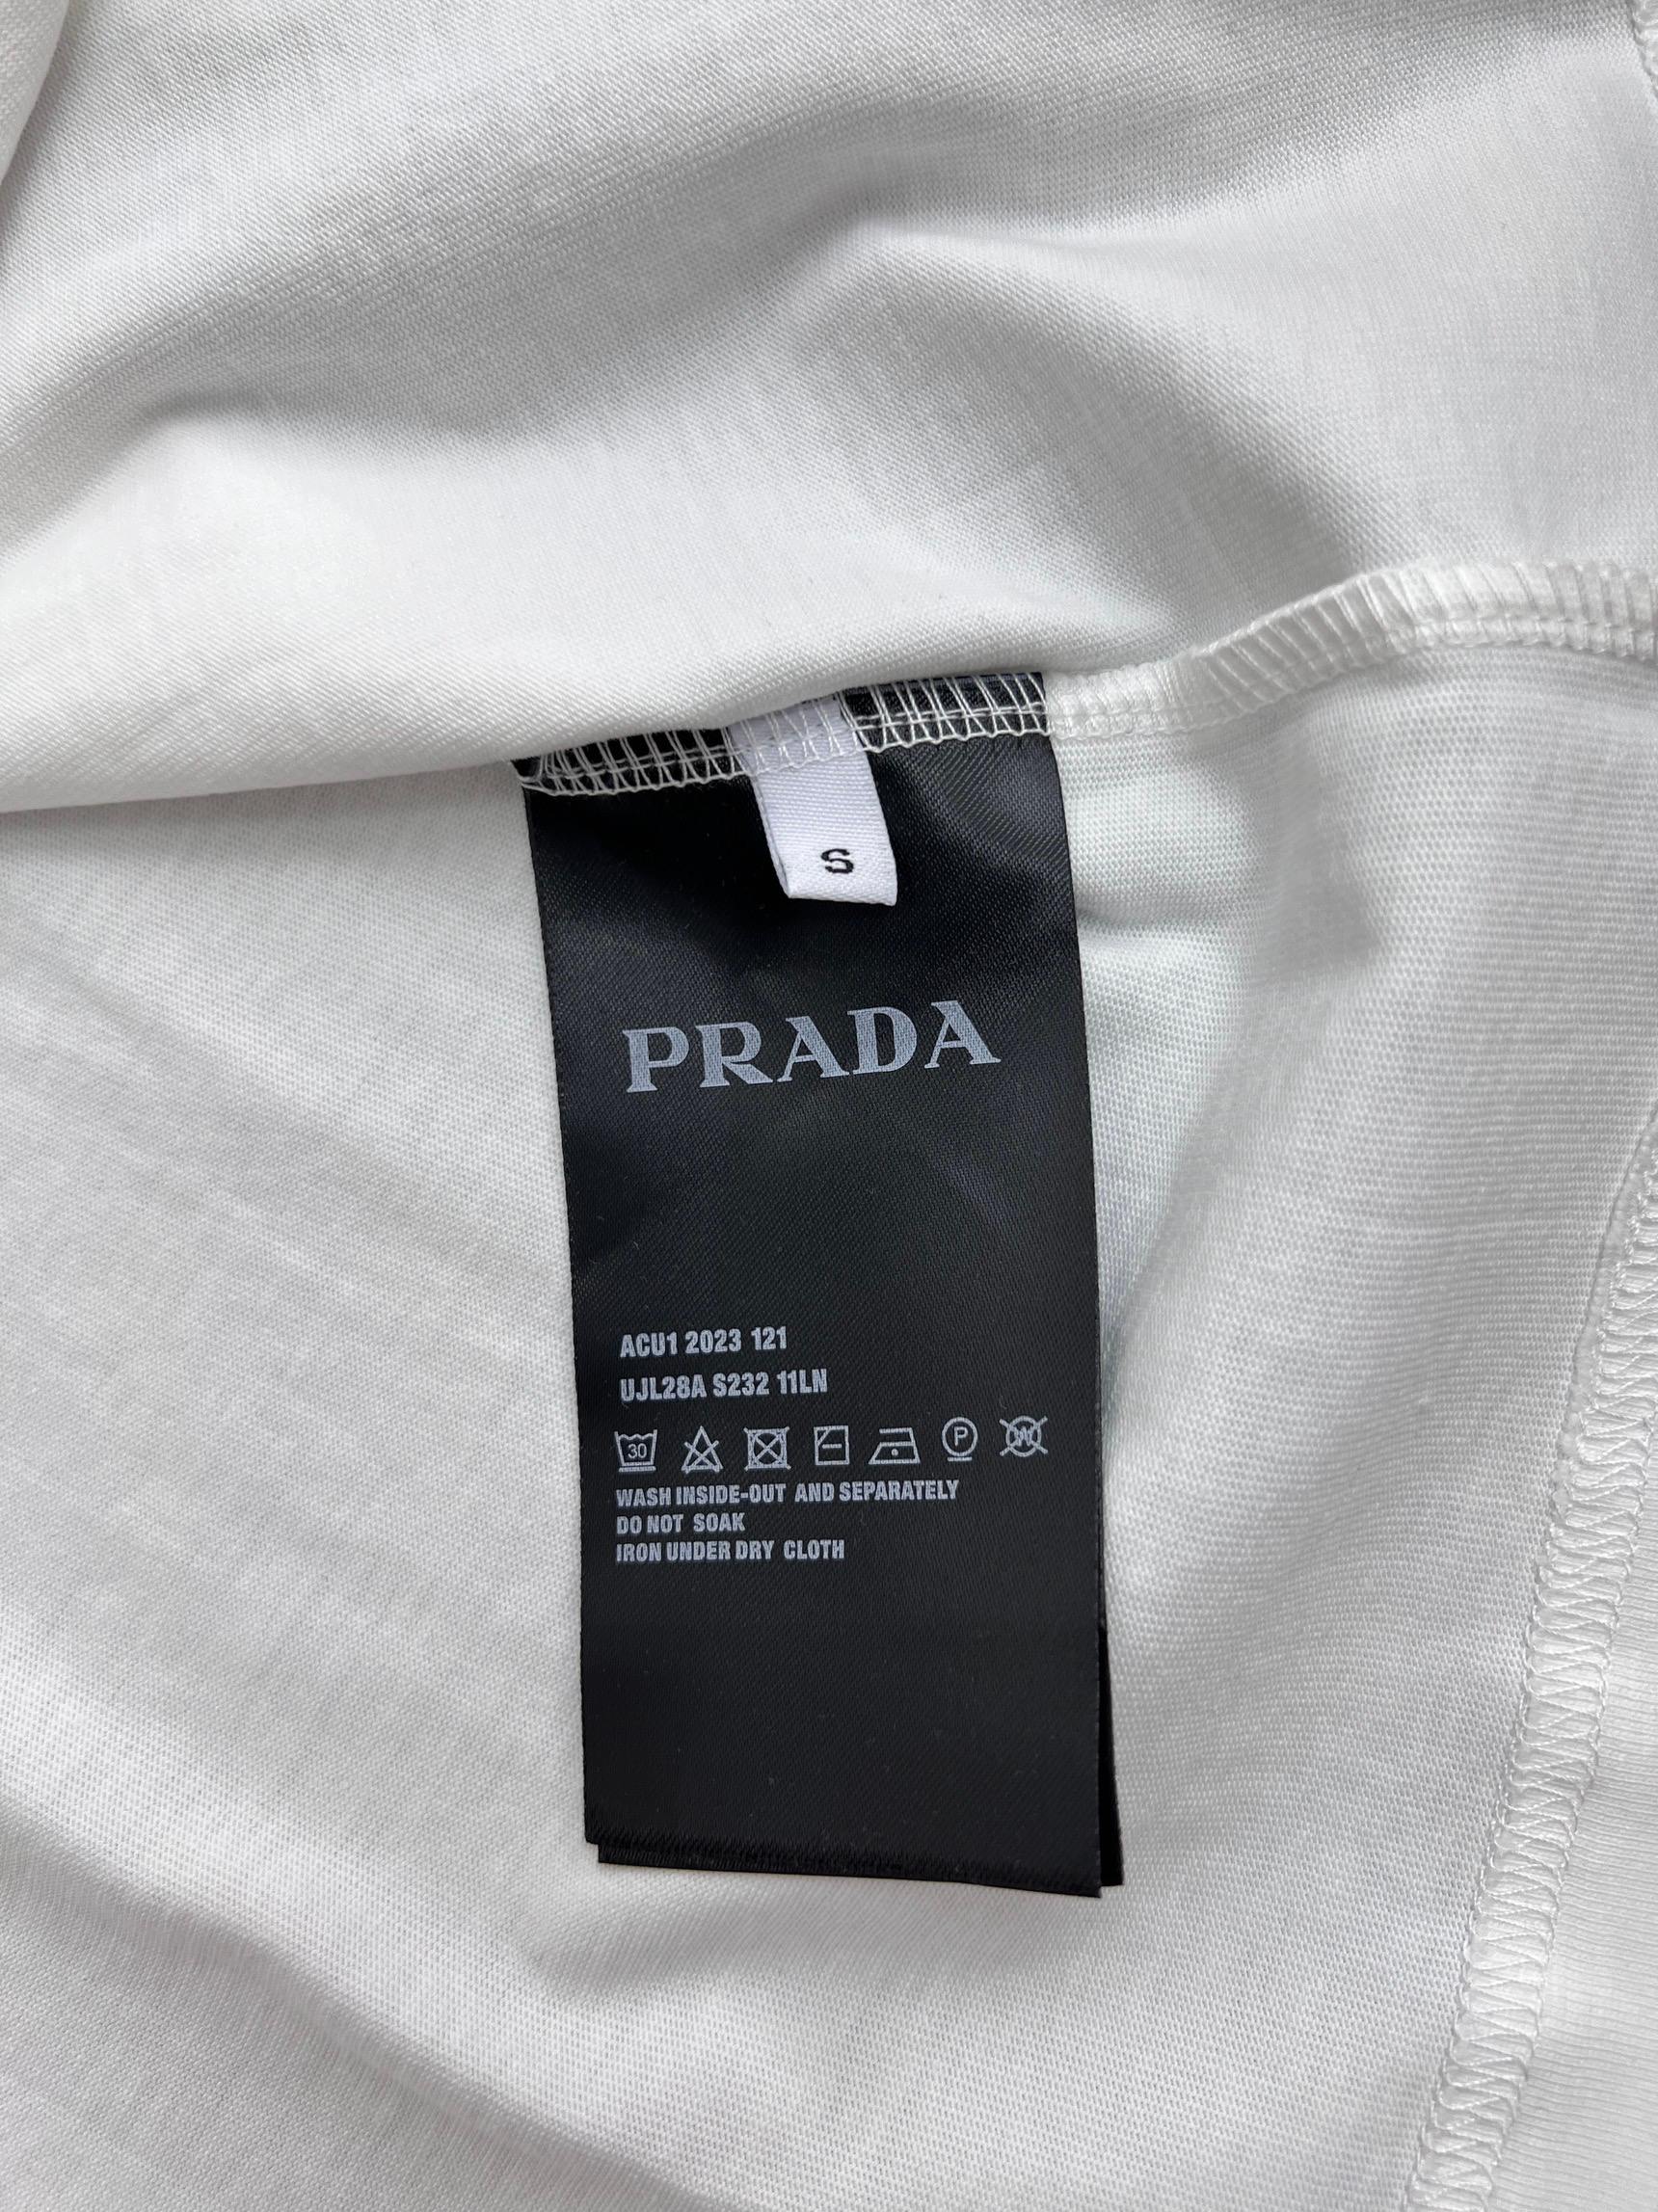 S
PRADA
ACU1 2023 121
UJL28A S232 11LN
30 P W
WASH INSIDE-OUT AND SEPARATELY
DO NOT SOAK
IRON UNDER DRY CLOTH